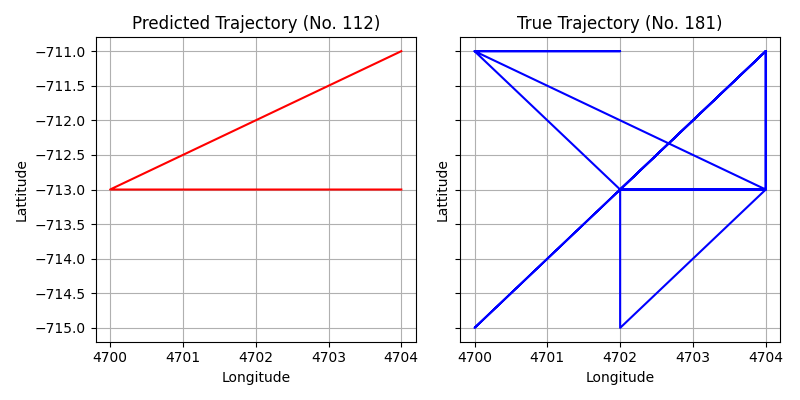 Predicted Trajectory (No. 112)
True Trajectory (No. 181)
Lattitude
−711.0
−711.5
−712.0
−712.5
−713.0
−713.5
−714.0
−714.5
−715.0
4700 4701 4702 4703 4704
Longitude
Lattitude
4700 4701 4702 4703 4704
Longitude